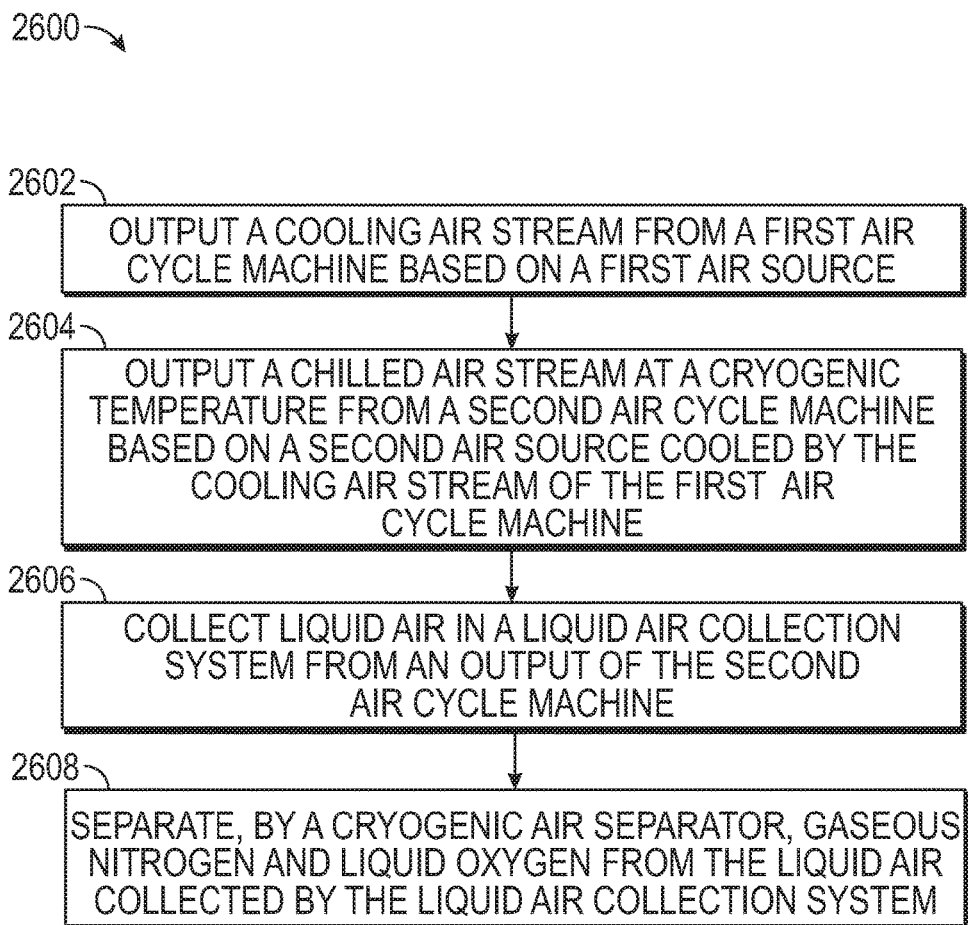 2600
2602
OUTPUT A COOLING AIR STREAM FROM A FIRST AIR
CYCLE MACHINE BASED ON A FIRST AIR SOURCE
2604
OUTPUT A CHILLED AIR STREAM AT A CRYOGENIC
TEMPERATURE FROM A SECOND AIR CYCLE MACHINE
BASED ON A SECOND AIR SOURCE COOLED BY THE
COOLING AIR STREAM OF THE FIRST AIR
CYCLE MACHINE
2606
COLLECT LIQUID AIR IN A LIQUID AIR COLLECTION
SYSTEM FROM AN OUTPUT OF THE SECOND
AIR CYCLE MACHINE
2608
SEPARATE, BY A CRYOGENIC AIR SEPARATOR, GASEOUS
NITROGEN AND LIQUID OXYGEN FROM THE LIQUID AIR
COLLECTED BY THE LIQUID AIR COLLECTION SYSTEM